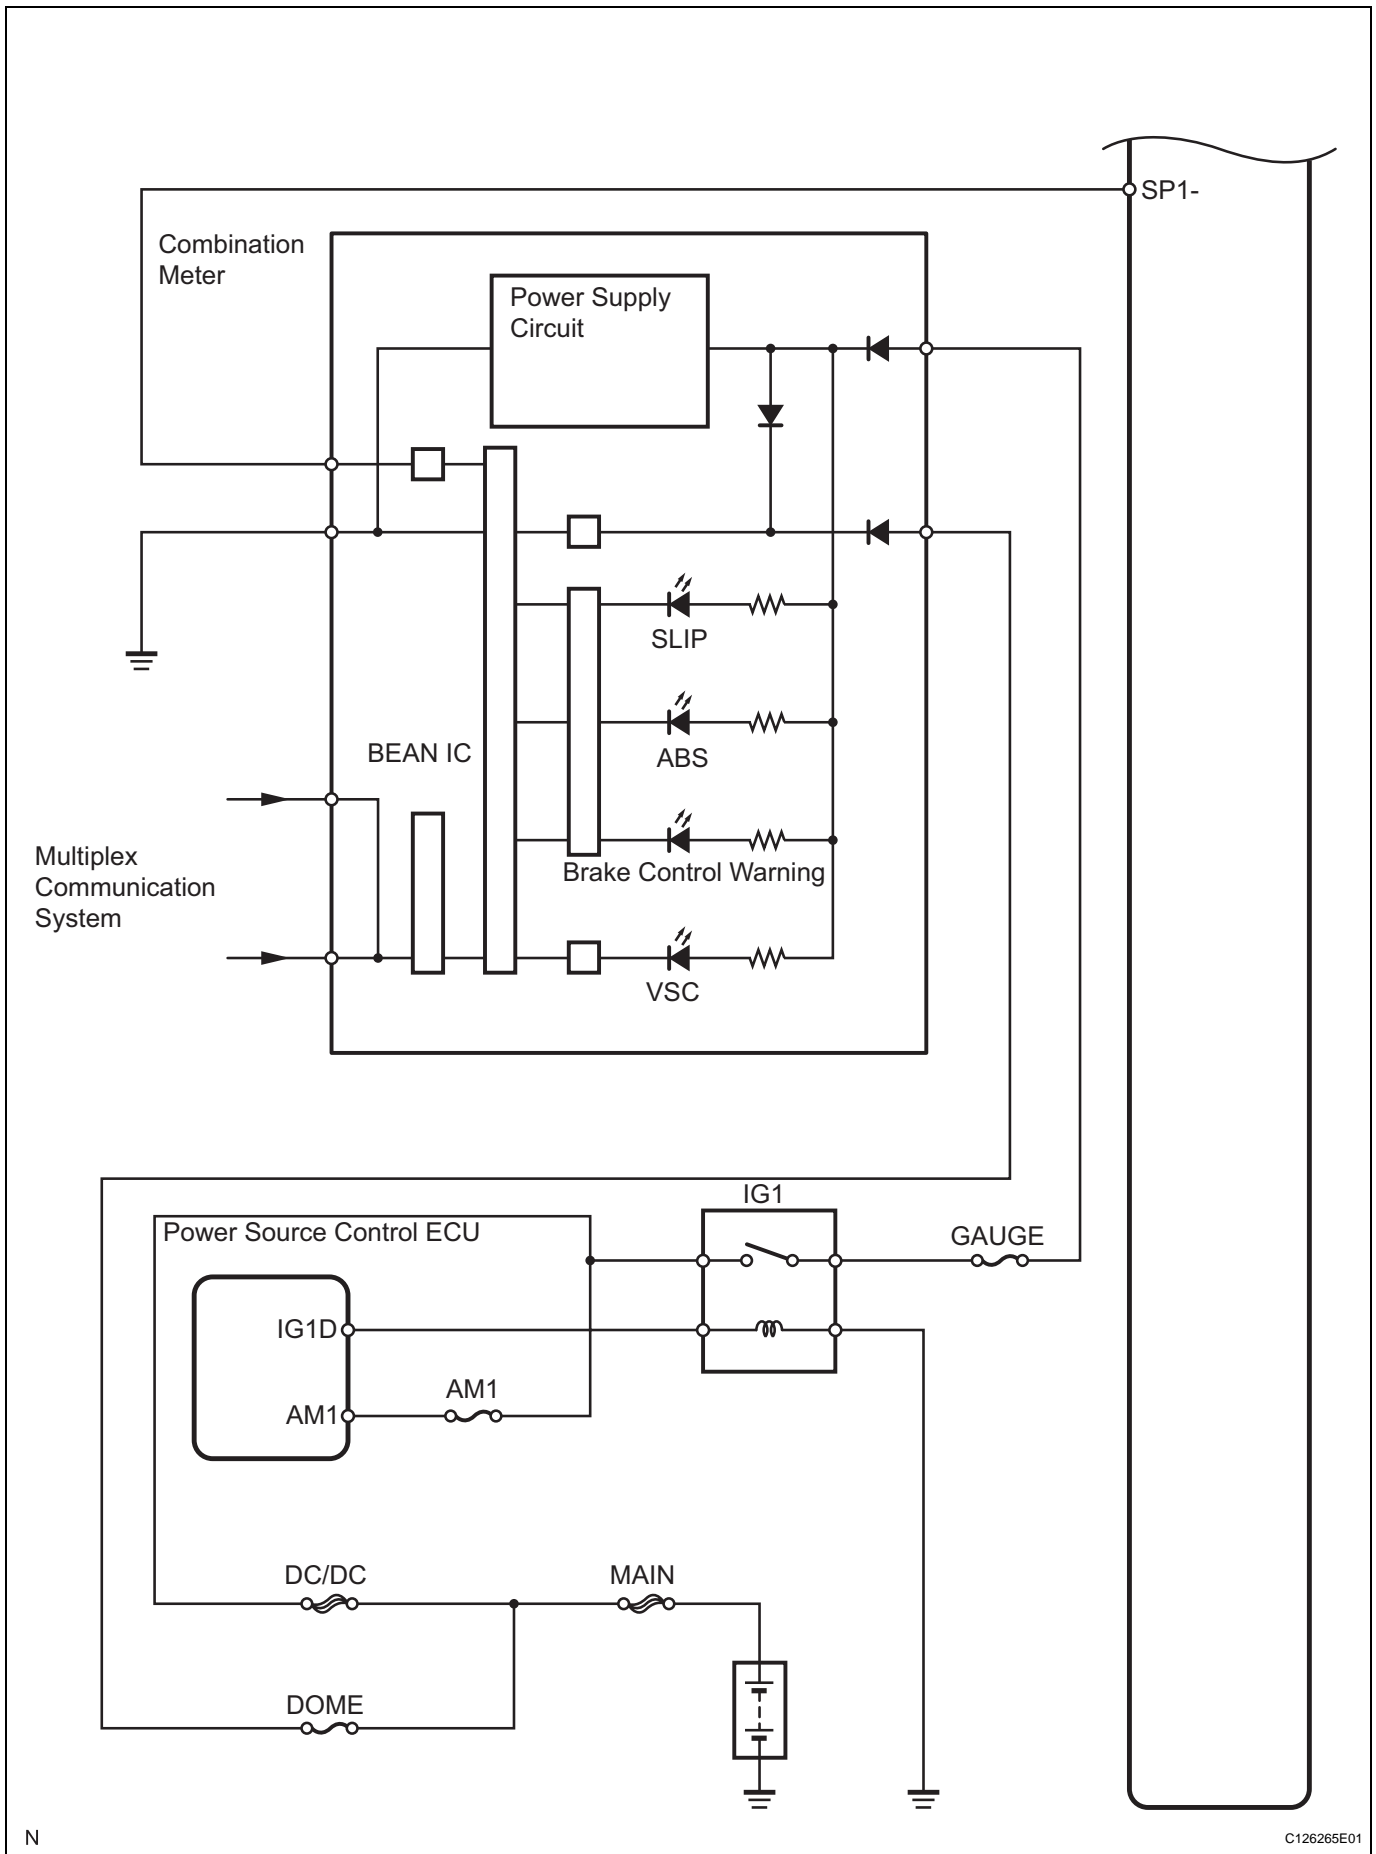 SP1-
Combination
Meter
Power Supply
Circuit
SLIP
BEAN IC
ABS
Multiplex
Communication
System
Brake Control Warning
VSC
IG1
Power Source Control ECU
GAUGE
IG1D
AM1
AM1
DC/DC
MAIN
DOME
N
C126265E01